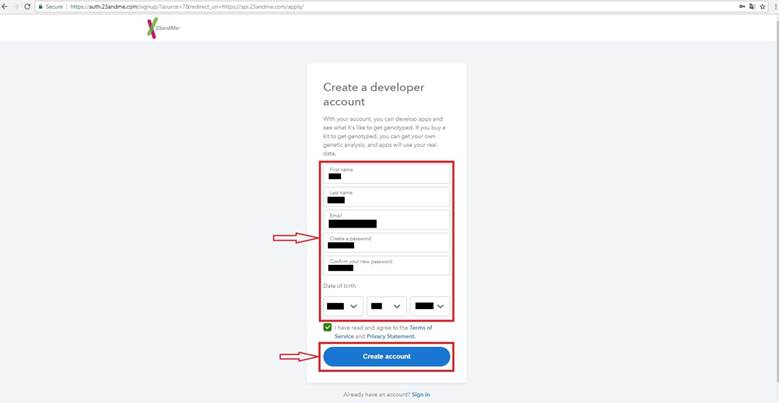 Secure https://auth.23andme.com/signup/?source=7&redirect_uri=https://api.23andme.com/apply/
23andMe
Create a developer
account
With your account, you can develop apps and
see what it's like to get genotyped. If you buy a
kit to get genotyped, you can get your own
genetic analysis, and apps will use your real
data.
First name
Last name
Email
Create a password
Confirm your new password
Date of birth
I have read and agree to the Terms of
Service and Privacy Statement.
Create account
Already have an account? Sign in